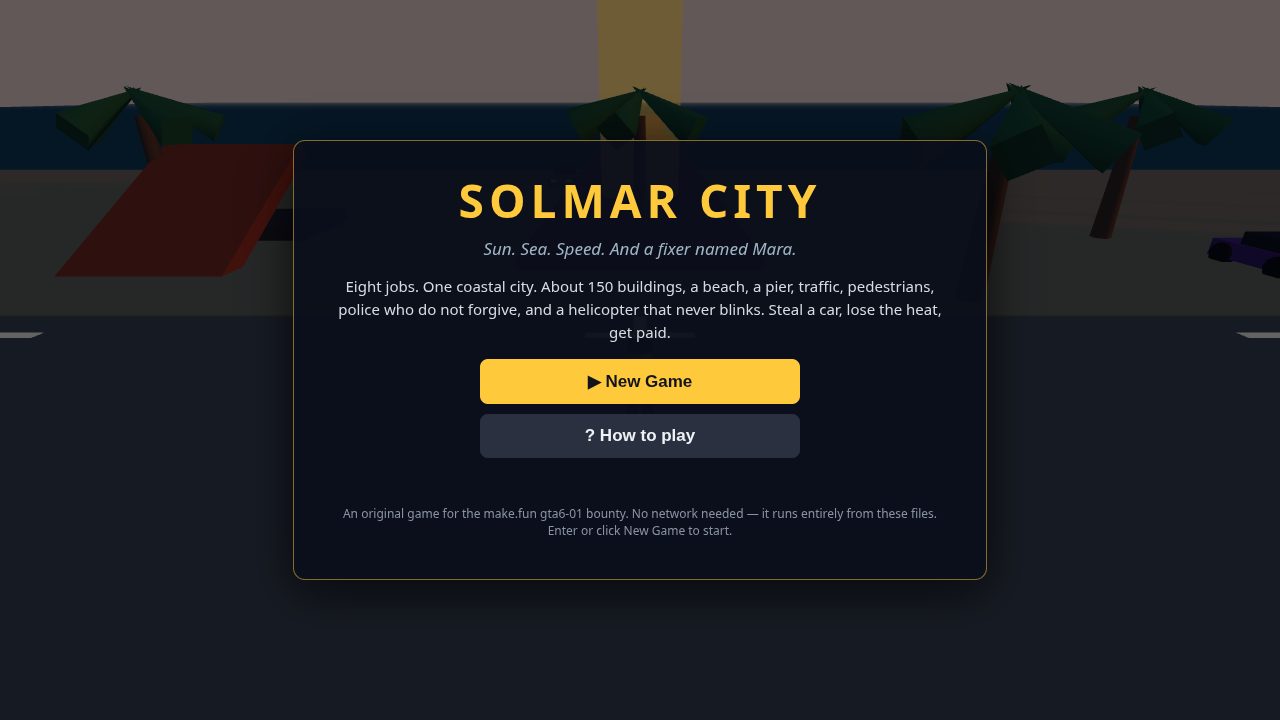 SOLMAR CITY
Sun. Sea. Speed. And a fixer named Mara.
Eight jobs. One coastal city. About 150 buildings, a beach, a pier, traffic, pedestrians,
police who do not forgive, and a helicopter that never blinks. Steal a car, lose the heat,
get paid.
▶ New Game
? How to play
An original game for the make.fun gta6-01 bounty. No network needed — it runs entirely from these files.
Enter or click New Game to start.